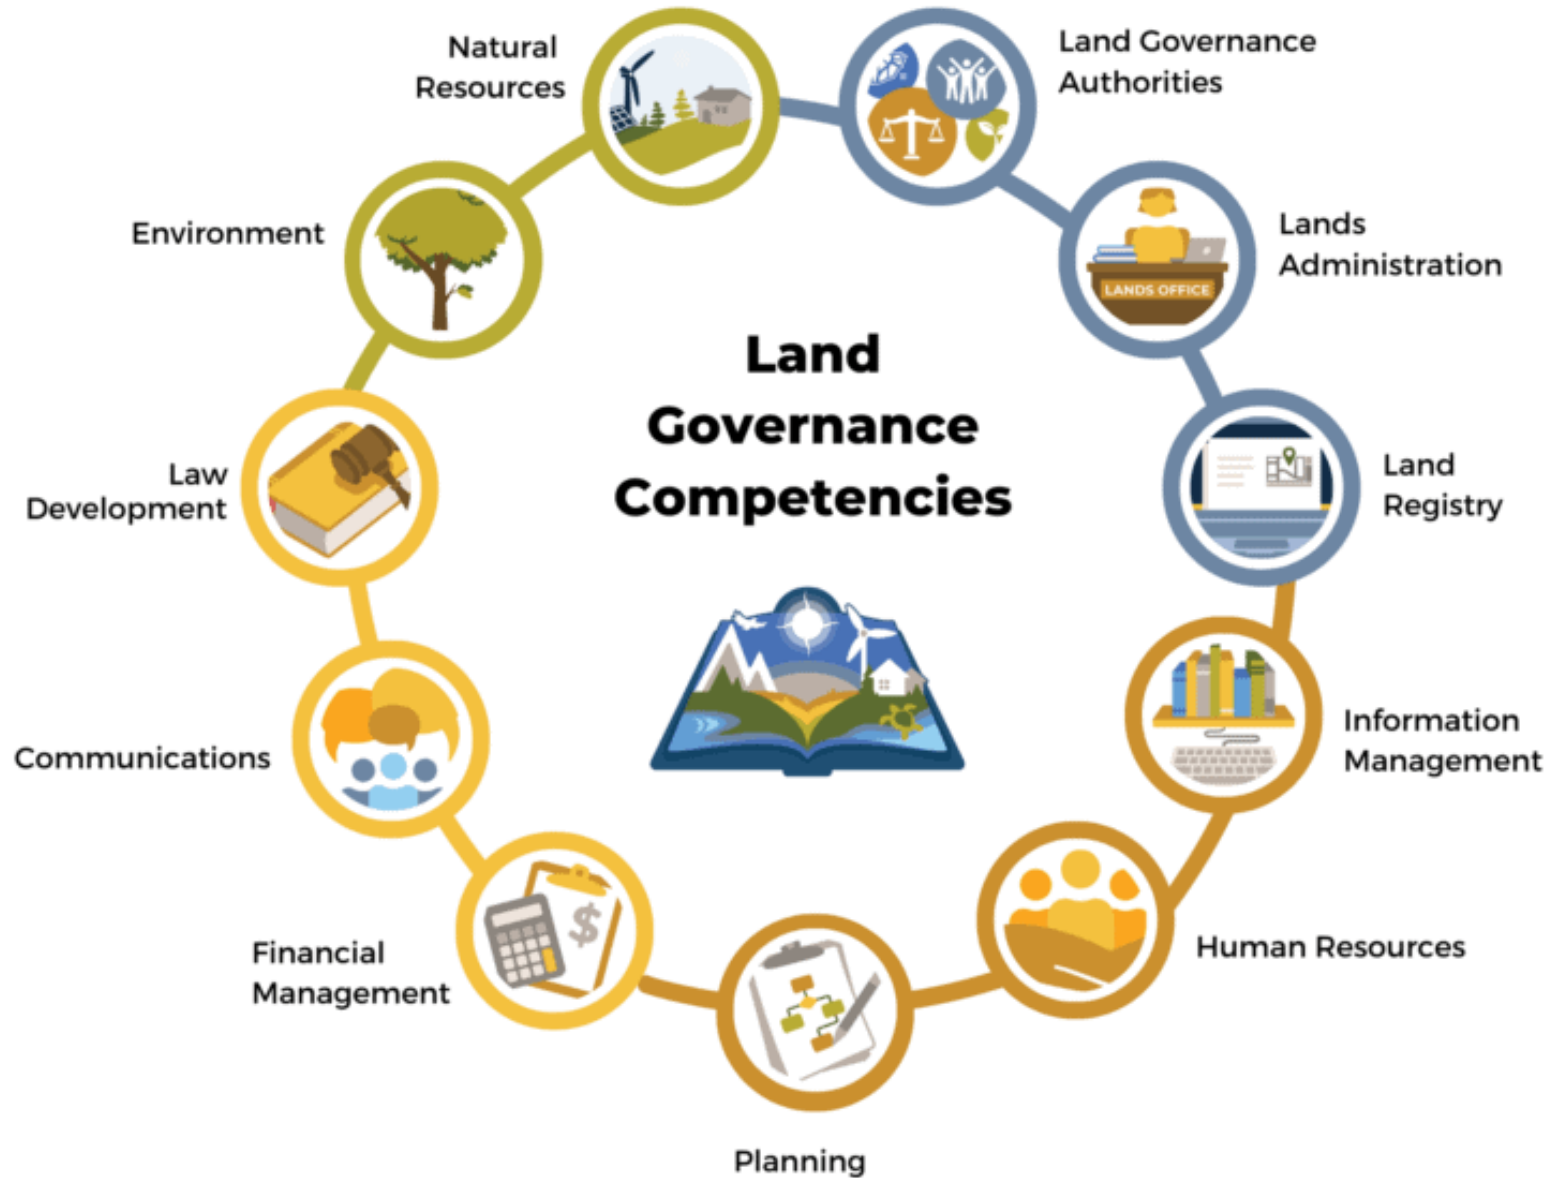 Natural
Resources
Land Governance
Authorities
Environment
Lands
Administration
LANDS OFFICE
Land
Governance
Competencies
Law
Development
Land
Registry
Communications
Information
Management
$
Financial
Management
Human Resources
Planning